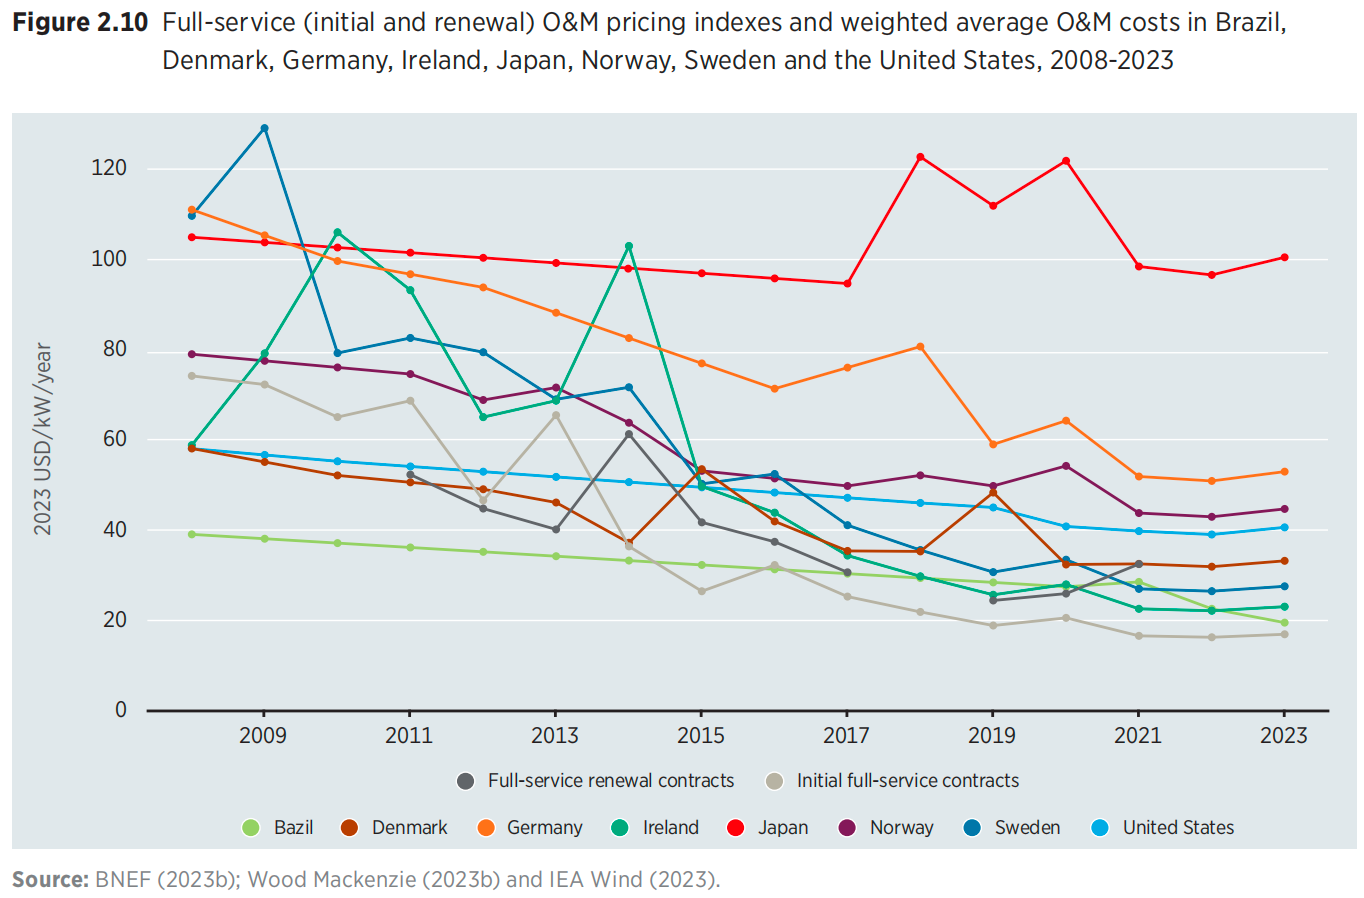 Figure 2.10 Full-service (initial and renewal) O&M pricing indexes and weighted average O&M costs in Brazil,
Denmark, Germany, Ireland, Japan, Norway, Sweden and the United States, 2008-2023
120
100
80
60
40
20
0
2023 USD/kW/year
2009 2011 2013 2015 2017 2019 2021 2023
Full-service renewal contracts Initial full-service contracts
Bazil Denmark Germany Ireland Japan Norway Sweden United States
Source: BNEF (2023b); Wood Mackenzie (2023b) and IEA Wind (2023).